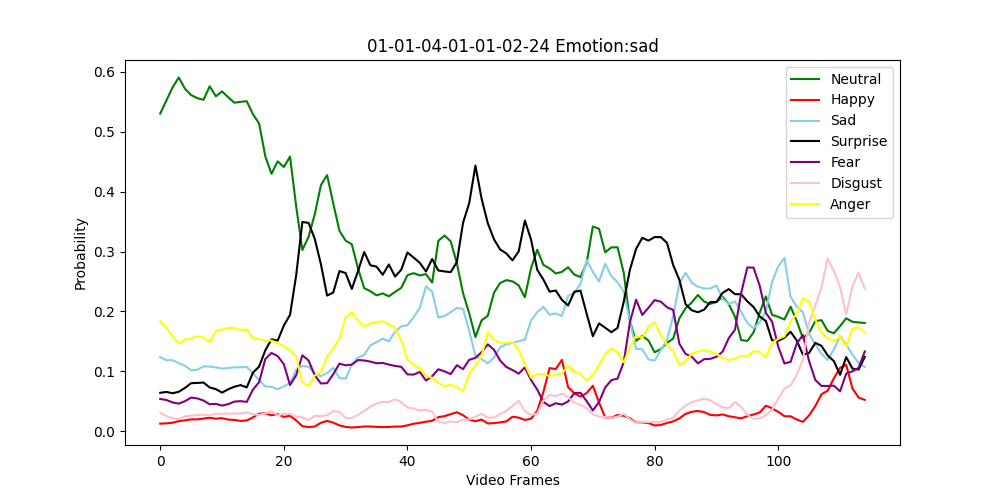 01-01-04-01-01-02-24 Emotion:sad
Probability
0.6
0.5
0.4
0.3
0.2
0.1
0.0
0 20 40 60 80 100
Video Frames
Neutral
Happy
Sad
Surprise
Fear
Disgust
Anger